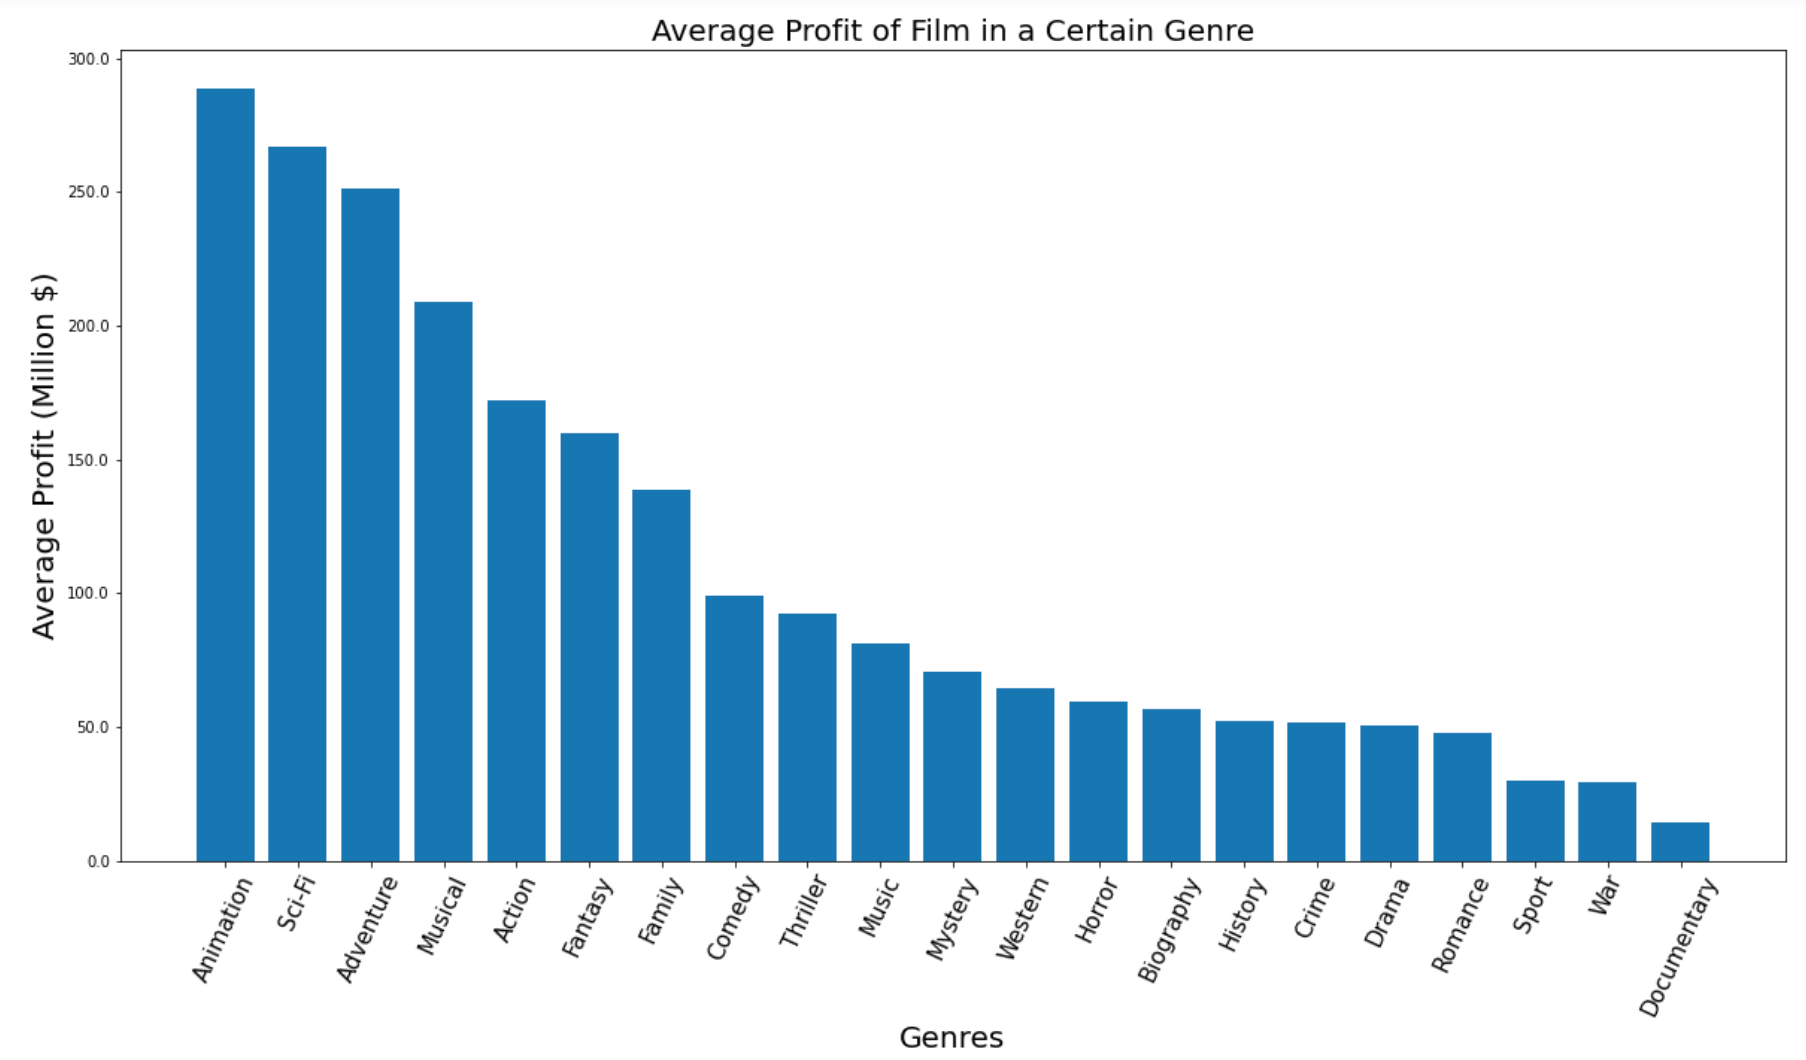 Average Profit of Film in a Certain Genre
Average Profit (Million $)
300.0
250.0
200.0
150.0
100.0
50.0
0.0
Animation
Sci-Fi
Adventure
Musical
Action
Fantasy
Family
Comedy
Thriller
Music
Mystery
Western
Horror
Biography
History
Crime
Drama
Romance
Sport
War
Documentary
Genres